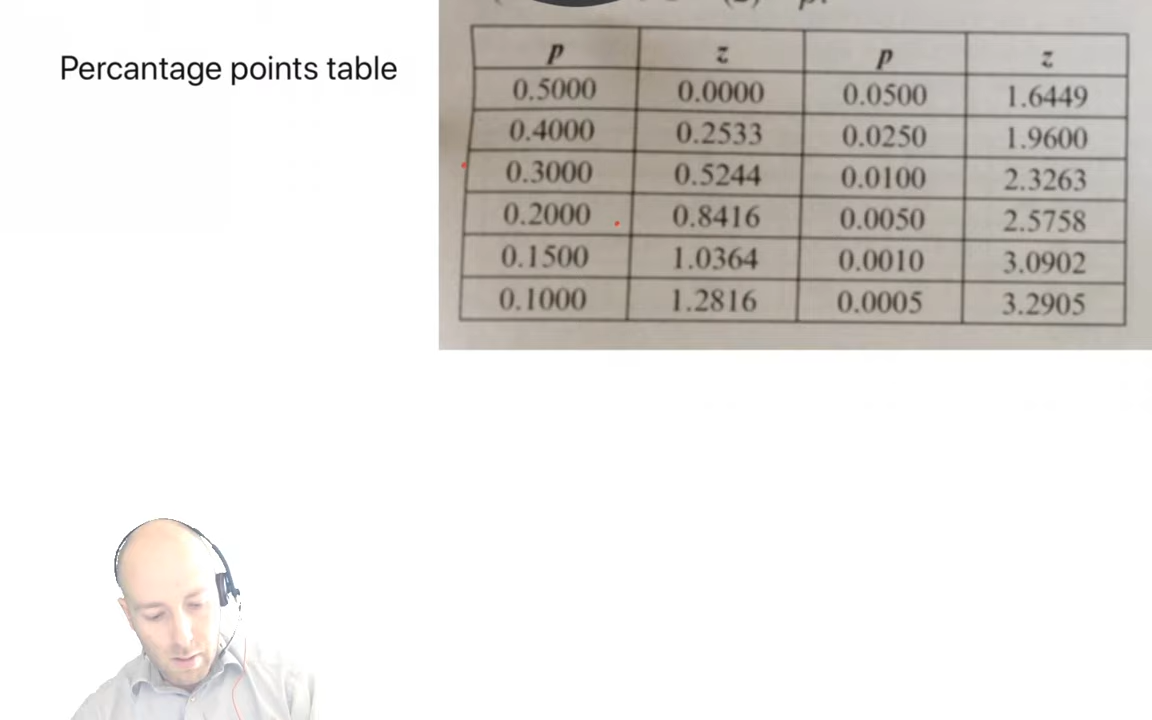 Percantage points table
p z p z
0.5000 0.0000 0.0500 1.6449
0.4000 0.2533 0.0250 1.9600
0.3000 0.5244 0.0100 2.3263
0.2000 0.8416 0.0050 2.5758
0.1500 1.0364 0.0010 3.0902
0.1000 1.2816 0.0005 3.2905